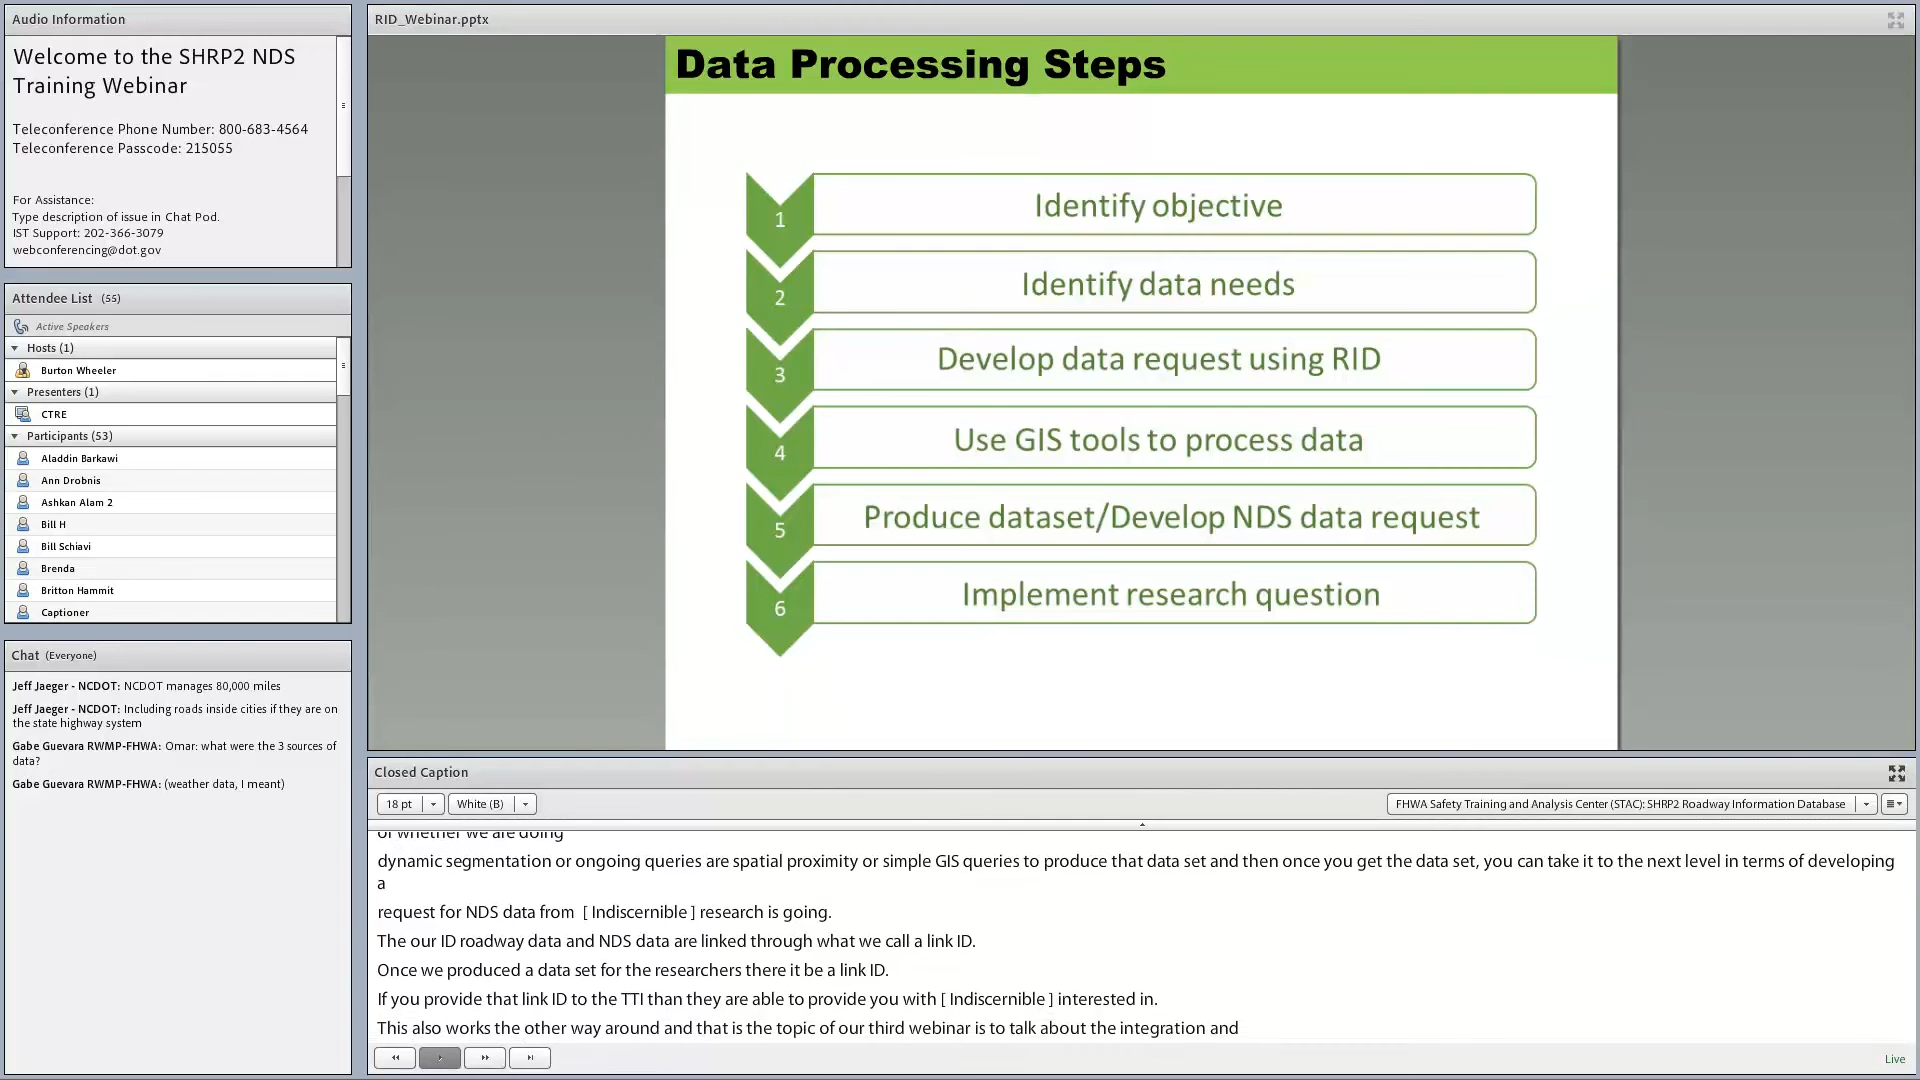 Audio Information
Welcome to the SHRP2 NDS
Training Webinar
Teleconference Phone Number: 800-683-4564
Teleconference Passcode: 215055
For Assistance:
Type description of issue in Chat Pod.
IST Support: 202-366-3079
webconferencing@dot.gov
Attendee List (55)
Active Speakers
Hosts (1)
Burton Wheeler
Presenters (1)
CTRE
Participants (53)
Aladdin Barkawi
Ann Drobnis
Ashkan Alam 2
Bill H
Bill Schiavi
Brenda
Britton Hammit
Captioner
Chat (Everyone)
Jeff Jaeger - NCDOT: NCDOT manages 80,000 miles
Jeff Jaeger - NCDOT: Including roads inside cities if they are on
the state highway system
Gabe Guevara RWMP-FHWA: Omar: what were the 3 sources of
data?
Gabe Guevara RWMP-FHWA: (weather data, I meant)
RID_Webinar.pptx
Data Processing Steps
1 Identify objective
2 Identify data needs
3 Develop data request using RID
4 Use GIS tools to process data
5 Produce dataset/Develop NDS data request
6 Implement research question
Closed Caption
18 pt White (B) FHWA Safety Training and Analysis Center (STAC): SHRP2 Roadway Information Database
of whether we are doing
dynamic segmentation or ongoing queries are spatial proximity or simple GIS queries to produce that data set and then once you get the data set, you can take it to the next level in terms of developing
a
request for NDS data from [ Indiscernible ] research is going.
The our ID roadway data and NDS data are linked through what we call a link ID.
Once we produced a data set for the researchers there it be a link ID.
If you provide that link ID to the TTI than they are able to provide you with [ Indiscernible ] interested in.
This also works the other way around and that is the topic of our third webinar is to talk about the integration and
Live